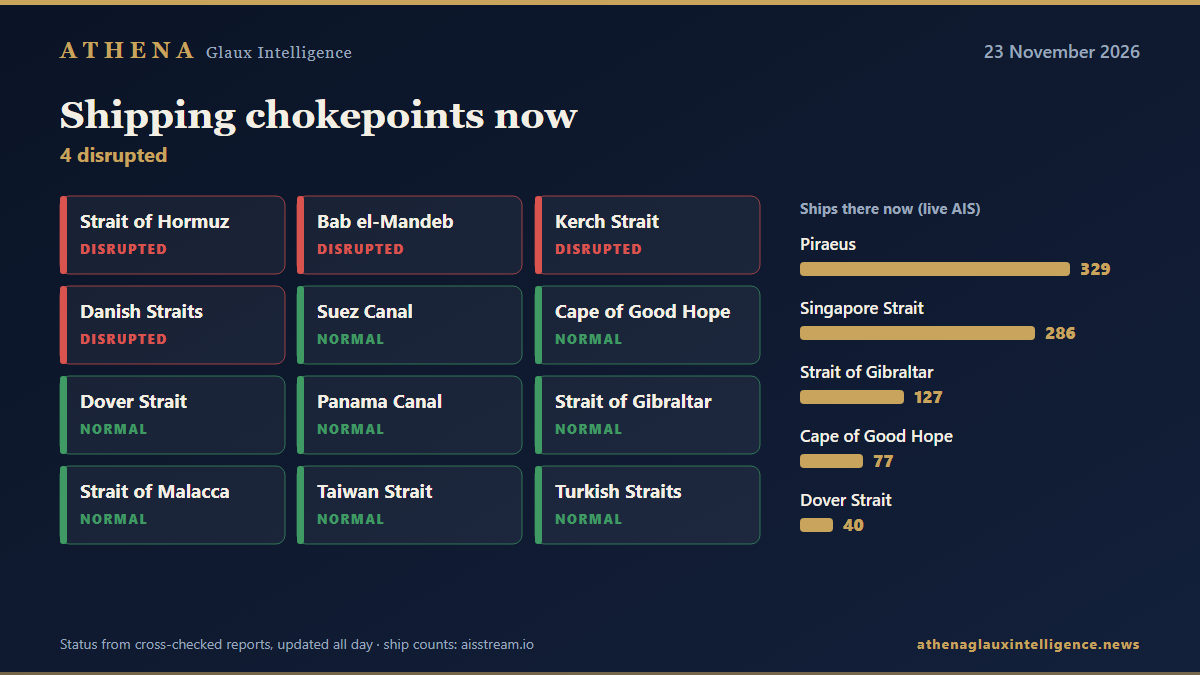 ATHENA Glaux Intelligence
23 November 2026
Shipping chokepoints now
4 disrupted
Strait of Hormuz
DISRUPTED
Bab el-Mandeb
DISRUPTED
Kerch Strait
DISRUPTED
Danish Straits
DISRUPTED
Suez Canal
NORMAL
Cape of Good Hope
NORMAL
Dover Strait
NORMAL
Panama Canal
NORMAL
Strait of Gibraltar
NORMAL
Strait of Malacca
NORMAL
Taiwan Strait
NORMAL
Turkish Straits
NORMAL
Ships there now (live AIS)
Piraeus
329
Singapore Strait
286
Strait of Gibraltar
127
Cape of Good Hope
77
Dover Strait
40
Status from cross-checked reports, updated all day · ship counts: aisstream.io
athenaglauxintelligence.news